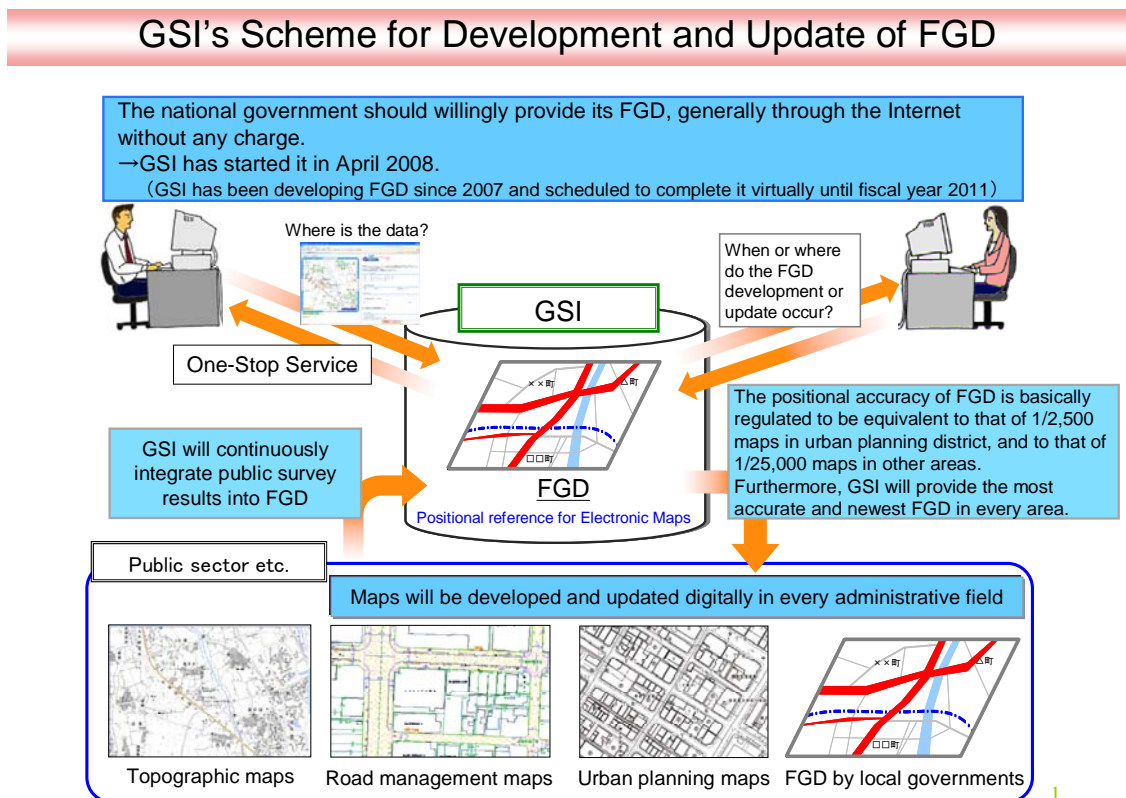 GSI's Scheme for Development and Update of FGD
The national government should willingly provide its FGD, generally through the Internet
without any charge.
→GSI has started it in April 2008.
（GSI has been developing FGD since 2007 and scheduled to complete it virtually until fiscal year 2011）
Where is the data?
When or where
do the FGD
development or
update occur?
GSI
One-Stop Service
××町
△町
□□町
The positional accuracy of FGD is basically
regulated to be equivalent to that of 1/2,500
maps in urban planning district, and to that of
1/25,000 maps in other areas.
Furthermore, GSI will provide the most
accurate and newest FGD in every area.
GSI will continuously
integrate public survey
results into FGD
FGD
Positional reference for Electronic Maps
Public sector etc.
Maps will be developed and updated digitally in every administrative field
××町
△町
□□町
Topographic maps
Road management maps
Urban planning maps
FGD by local governments
1